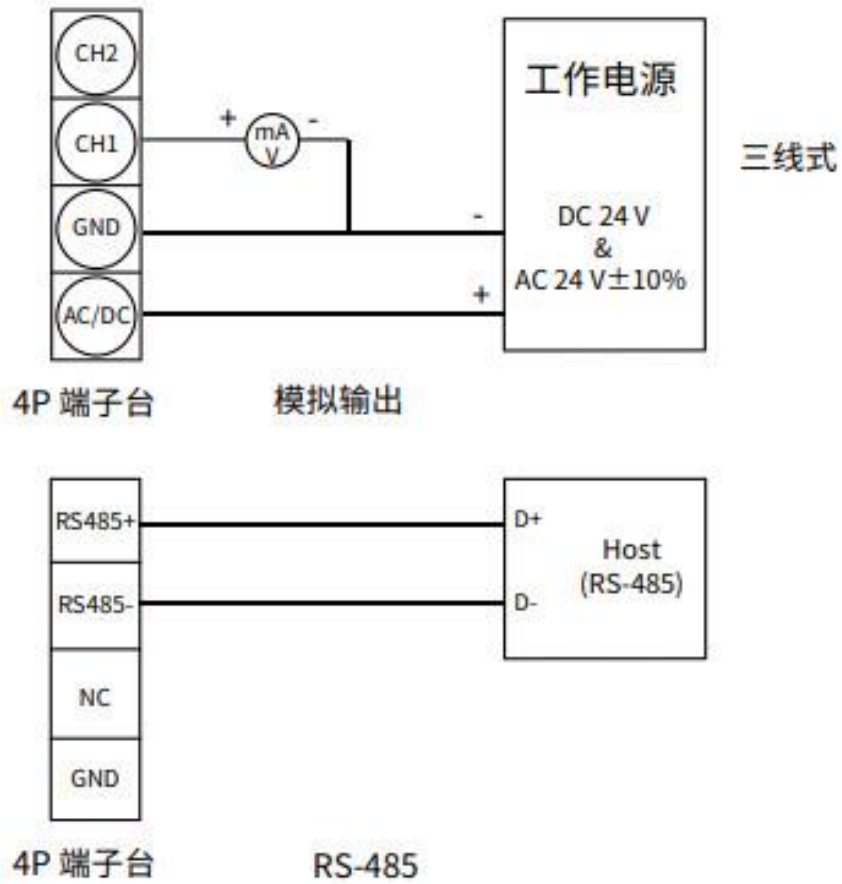 CH2
CH1
GND
AC/DC
+
mA
V
-
-
+
工作电源
DC 24 V
&
AC 24 V±10%
三线式
4P 端子台
模拟输出
RS485+
RS485-
NC
GND
D+
D-
Host
(RS-485)
4P 端子台
RS-485